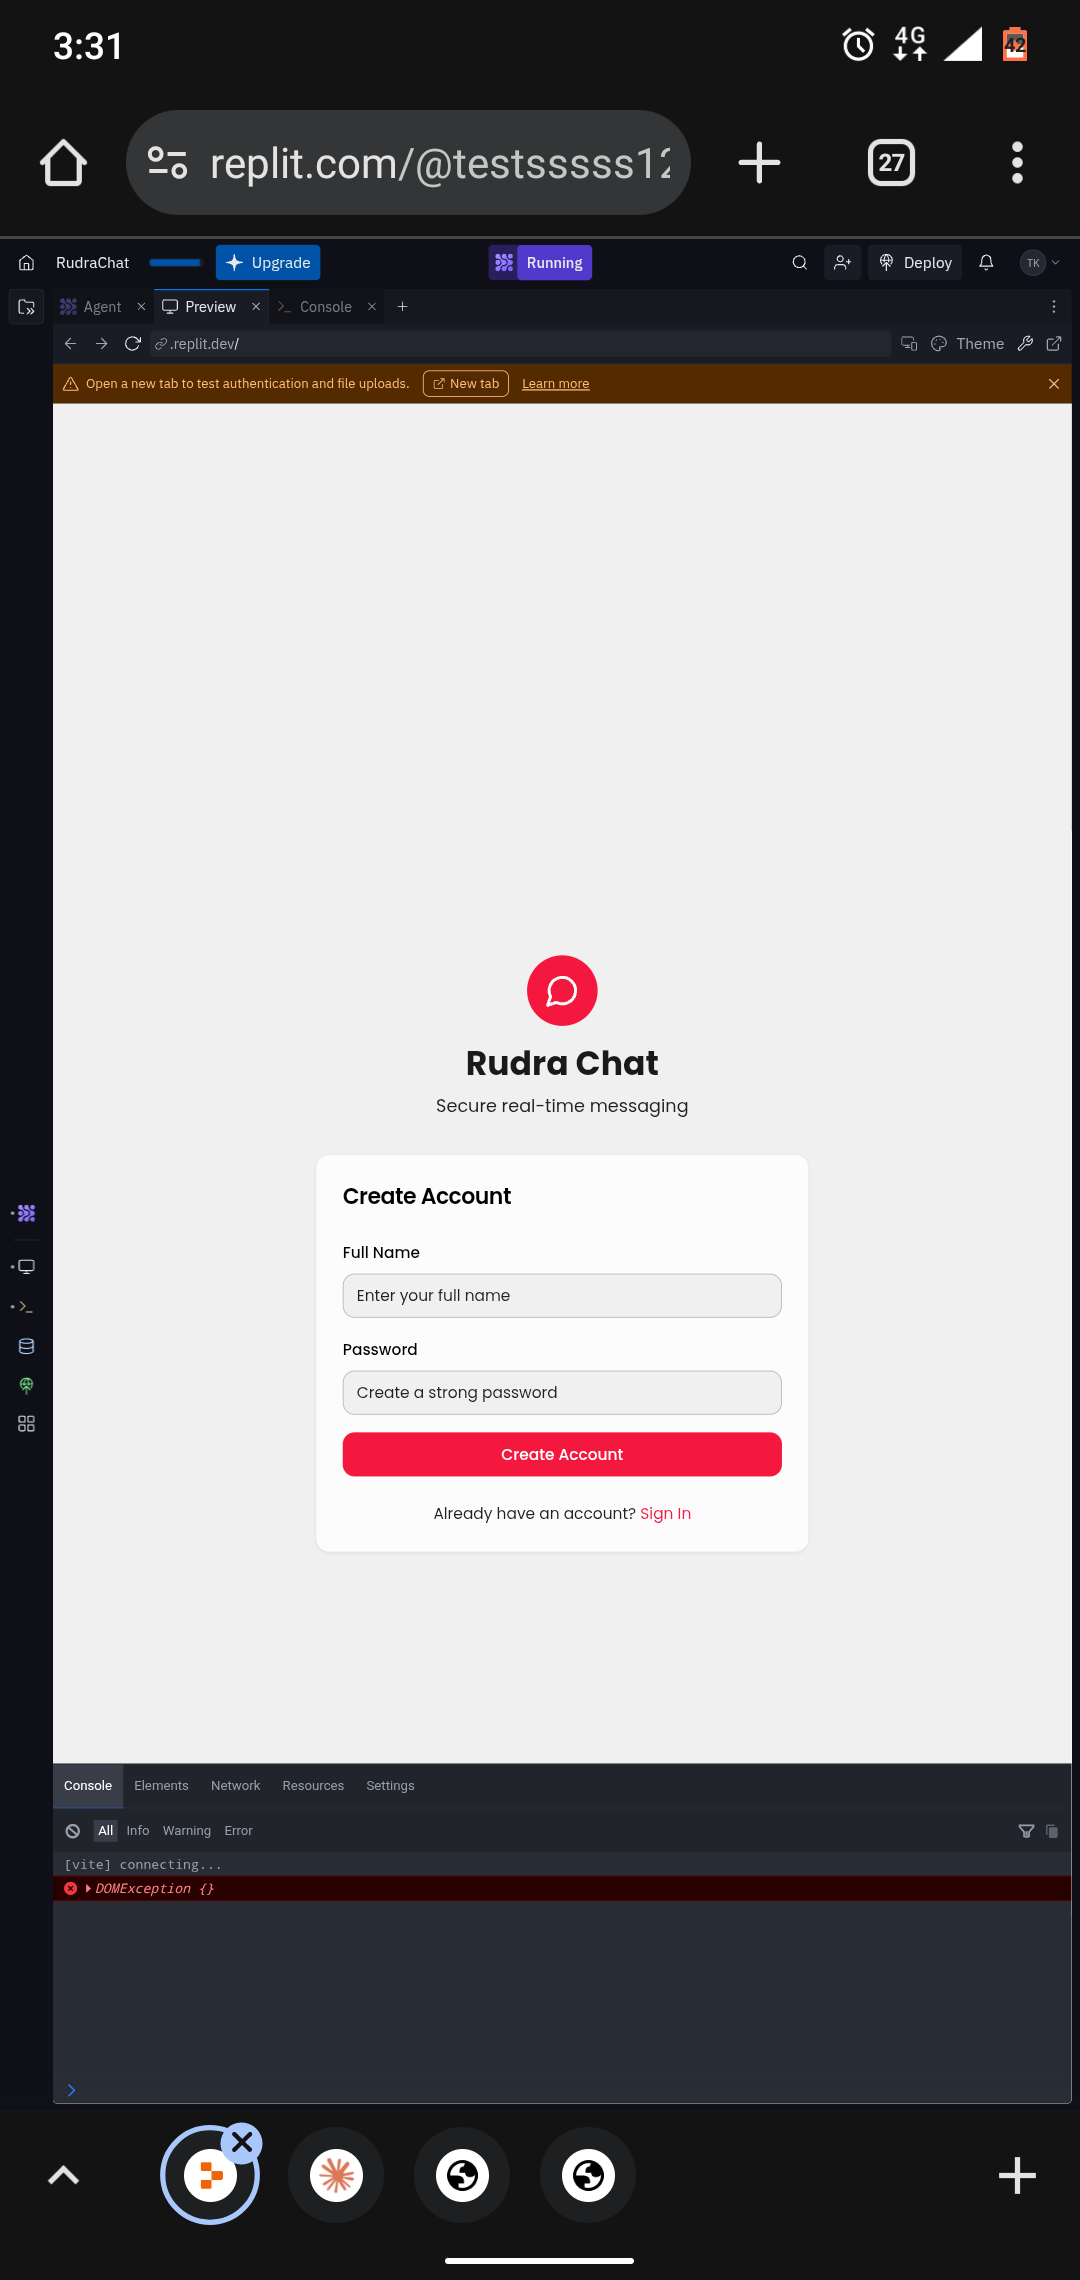 3:31
4G
42
replit.com/@testsssss12
27
RudraChat
Upgrade
Running
Deploy
TK
Agent
Preview
Console
.replit.dev/
Theme
Open a new tab to test authentication and file uploads.
New tab
Learn more
Rudra Chat
Secure real-time messaging
Create Account
Full Name
Enter your full name
Password
Create a strong password
Create Account
Already have an account? Sign In
Console Elements Network Resources Settings
All Info Warning Error
[vite] connecting...
DOMException {}